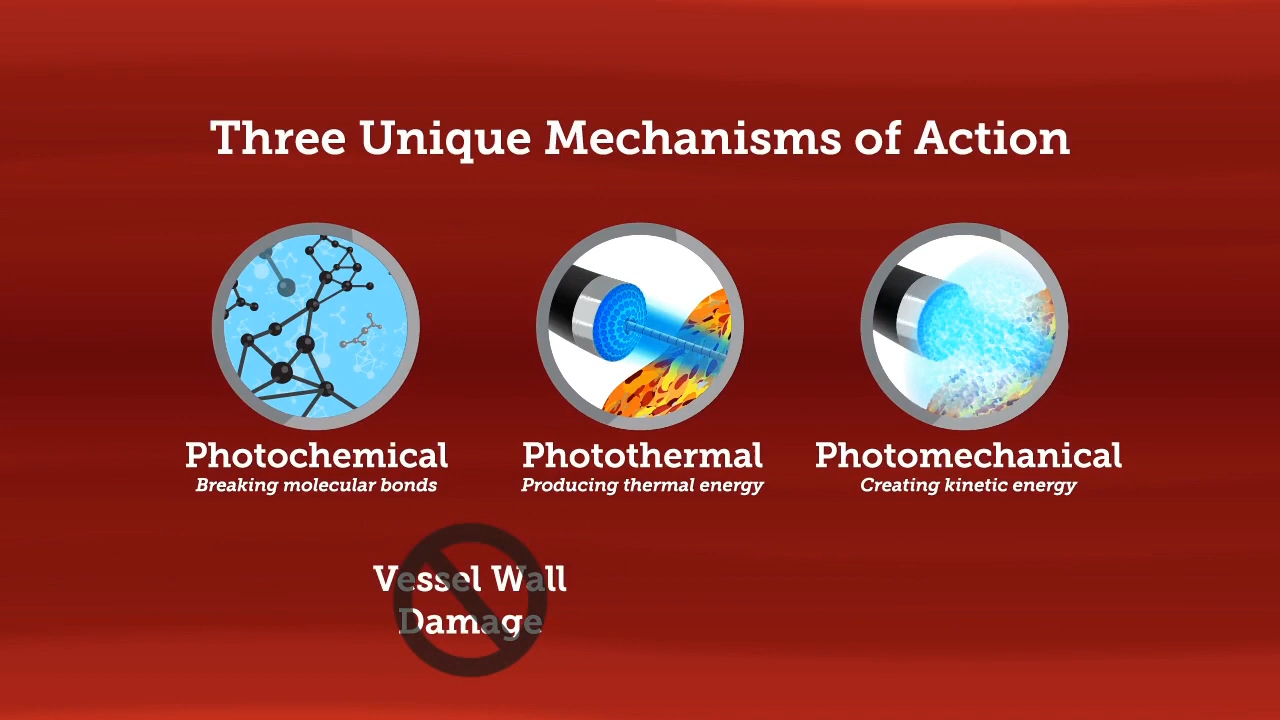 Three Unique Mechanisms of Action
Photochemical
Breaking molecular bonds
Photothermal
Producing thermal energy
Photomechanical
Creating kinetic energy
Vessel Wall
Damage